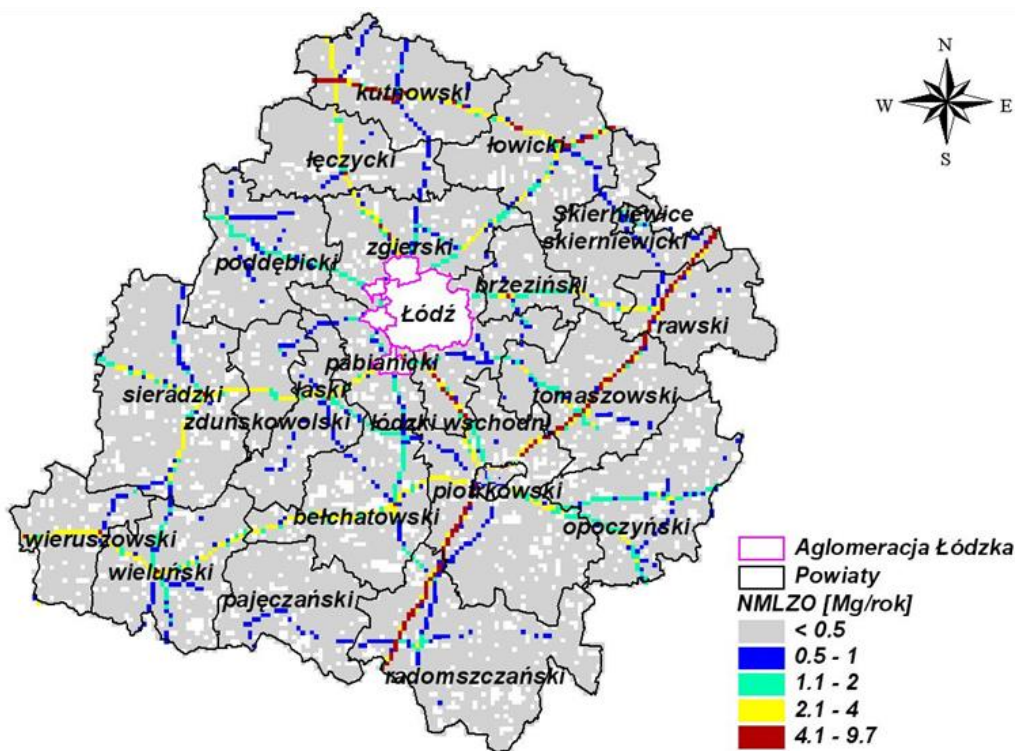 N
W E
S
kutnowski
łęczycki
łowicki
Skierniewice
skierniewicki
zgierski
poddębicki
brzeziński
Łódź
rawski
pabianicki
sieradzki
łaski
tomaszowski
zduńskowolski
łódzki wschodni
piotrkowski
bełchatowski
opoczyński
wieruszowski
wieluński
pajęczański
radomszczański
Aglomeracja Łódzka
Powiaty
NMLZO [Mg/rok]
< 0.5
0.5 - 1
1.1 - 2
2.1 - 4
4.1 - 9.7